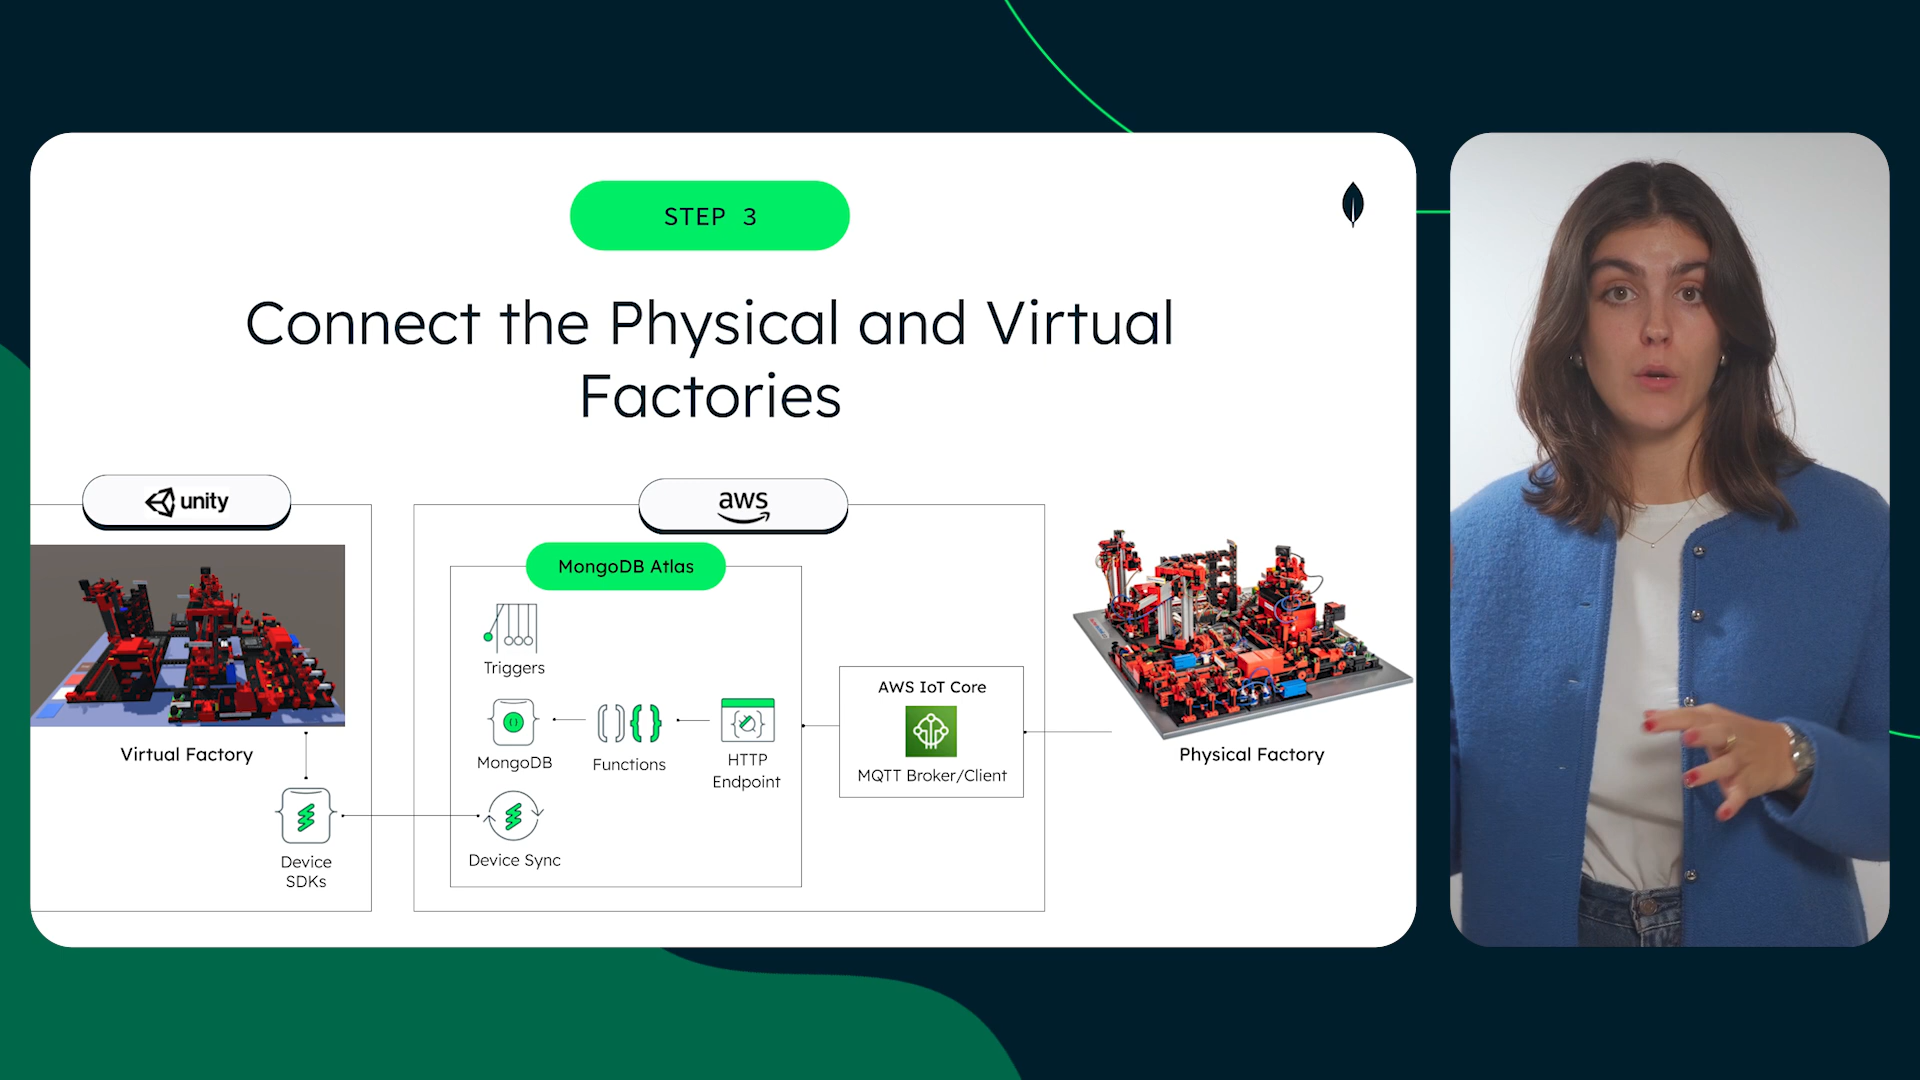 STEP 3
Connect the Physical and Virtual
Factories
unity
aws
MongoDB Atlas
Triggers
MongoDB
Functions
HTTP
Endpoint
Device Sync
AWS IoT Core
MQTT Broker/Client
Virtual Factory
Device
SDKs
Physical Factory